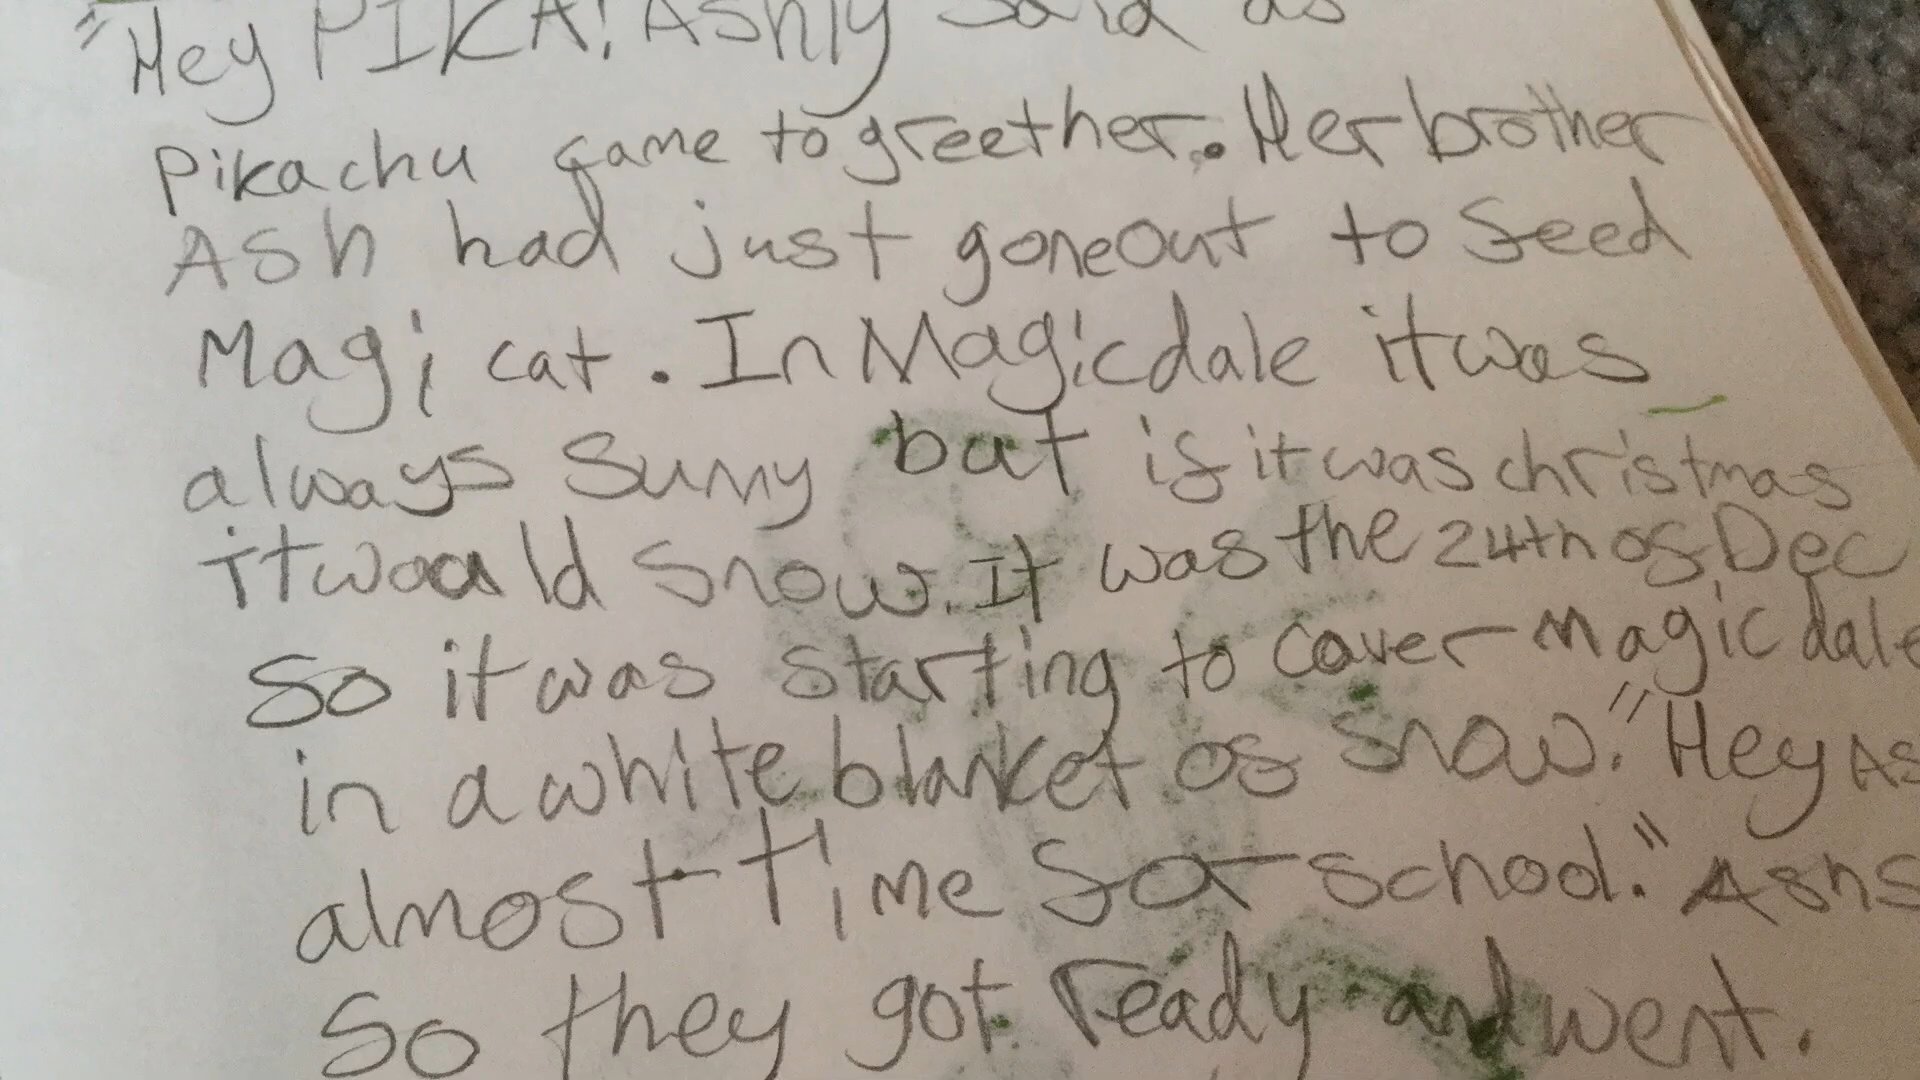 "Hey PIKA! Ashly said as
Pikachu came to greet her. Her brother
ASh had just gone out to feed
Magi cat. In Magicdale it was
always Sunny but if it was christmas
it would snow. It was the 24th of Dec
So it was starting to cover magic dale
in a white blanket of snow. "Hey
almost time for school."
So they got ready and went.